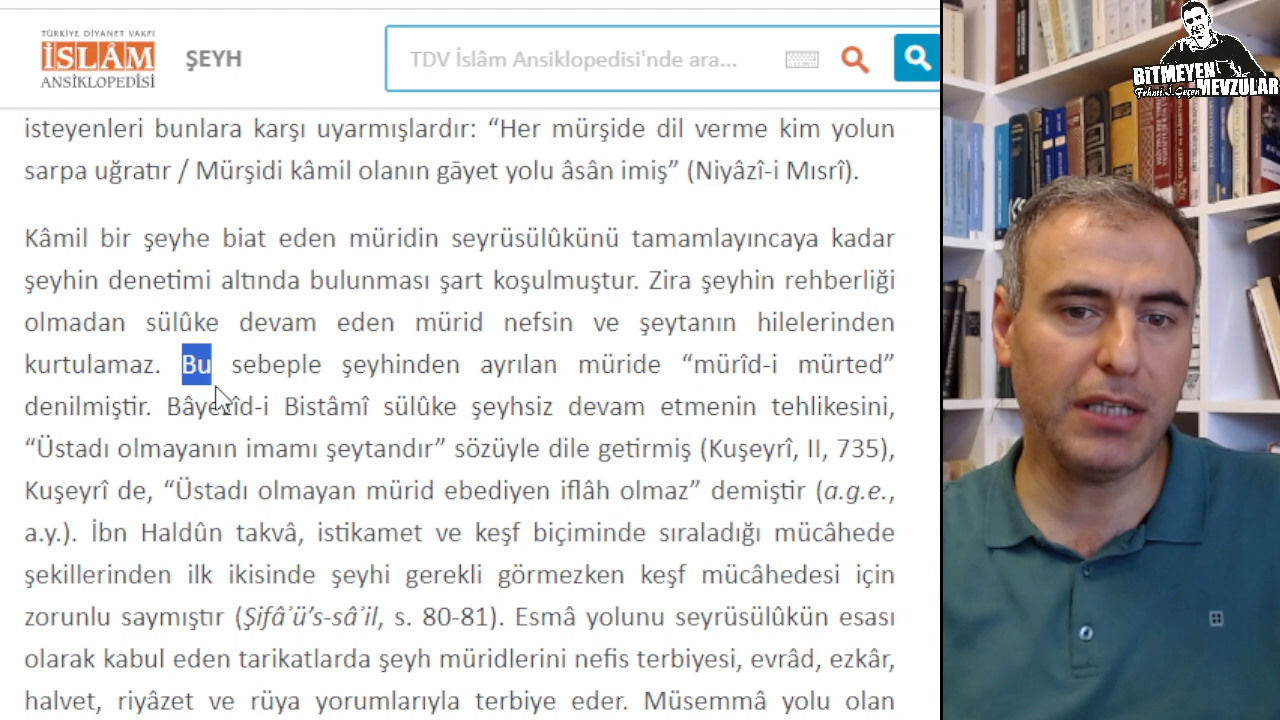 TÜRKİYE DİYANET VAKFI
İSLÂM
ANSİKLOPEDİSİ
ŞEYH
TDV İslâm Ansiklopedisi'nde ara...
isteyenleri bunlara karşı uyarmışlardır: “Her mürşide dil verme kim yolun
sarpa uğratır / Mürşidi kâmil olanın gāyet yolu âsân imiş” (Niyâzî-i Mısrî).
Kâmil bir şeyhe biat eden müridin seyrüsülûkünü tamamlayıncaya kadar
şeyhin denetimi altında bulunması şart koşulmuştur. Zira şeyhin rehberliği
olmadan sülûke devam eden mürid nefsin ve şeytanın hilelerinden
kurtulamaz. Bu sebeple şeyhinden ayrılan müride “mürîd-i mürted”
denilmiştir. Bâyezîd-i Bistâmî sülûke şeyhsiz devam etmenin tehlikesini,
“Üstadı olmayanın imamı şeytandır” sözüyle dile getirmiş (Kuşeyrî, II, 735),
Kuşeyrî de, “Üstadı olmayan mürid ebediyen iflâh olmaz” demiştir (a.g.e.,
a.y.). İbn Haldûn takvâ, istikamet ve keşf biçiminde sıraladığı mücâhede
şekillerinden ilk ikisinde şeyhi gerekli görmezken keşf mücâhedesi için
zorunlu saymıştır (Şifâʾü’s-sâʾil, s. 80-81). Esmâ yolunu seyrüsülûkün esası
olarak kabul eden tarikatlarda şeyh müridlerini nefis terbiyesi, evrâd, ezkâr,
halvet, riyâzet ve rüya yorumlarıyla terbiye eder. Müsemmâ yolu olan
BİTMEYEN
MEVZULAR